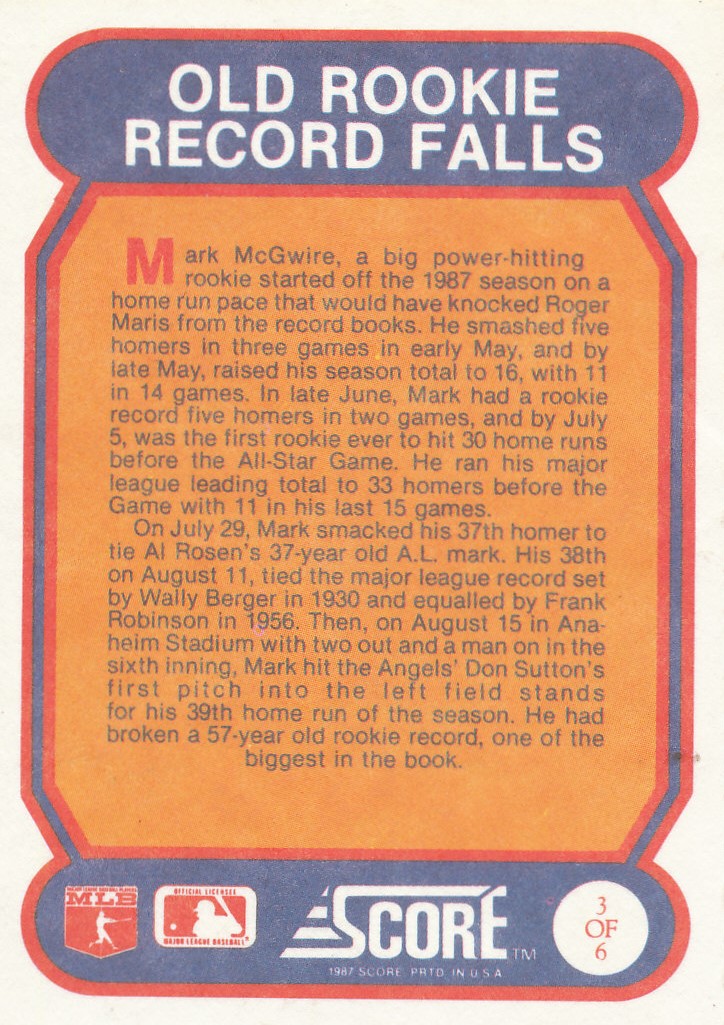 OLD ROOKIE
RECORD FALLS
Mark McGwire, a big power-hitting
rookie started off the 1987 season on a
home run pace that would have knocked Roger
Maris from the record books. He smashed five
homers in three games in early May, and by
late May, raised his season total to 16, with 11
in 14 games. In late June, Mark had a rookie
record five homers in two games, and by July
5, was the first rookie ever to hit 30 home runs
before the All-Star Game. He ran his major
league leading total to 33 homers before the
Game with 11 in his last 15 games.
On July 29, Mark smacked his 37th homer to
tie Al Rosen's 37-year old A.L. mark. His 38th
on August 11, tied the major league record set
by Wally Berger in 1930 and equalled by Frank
Robinson in 1956. Then, on August 15 in Ana-
heim Stadium with two out and a man on in the
sixth inning, Mark hit the Angels' Don Sutton's
first pitch into the left field stands
for his 39th home run of the season. He had
broken a 57-year old rookie record, one of the
biggest in the book.
MAJOR LEAGUE BASEBALL PLAYERS
MLB
OFFICIAL LICENSEE
MAJOR LEAGUE BASEBALL
SCORE TM
1987 SCORE PRTD. IN U.S.A.
3
OF
6